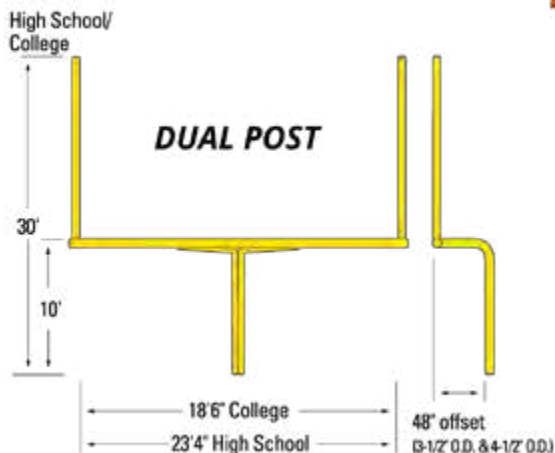 High School/
College
DUAL POST
30'
10'
18'6" College
23'4" High School
48" offset
(3-1/2" O.D. & 4-1/2" O.D.)